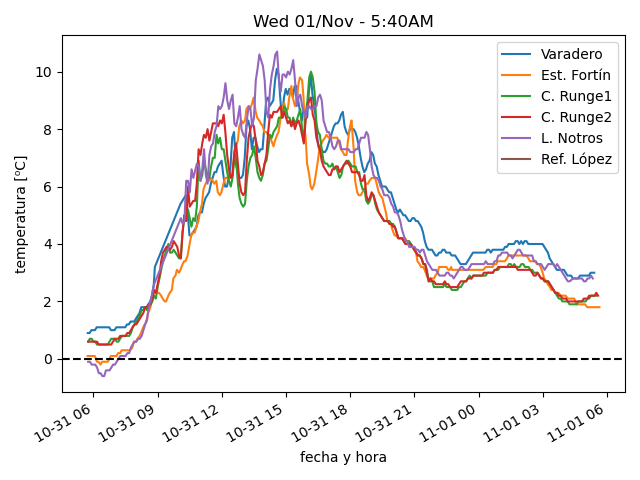 Wed 01/Nov - 5:40AM
Varadero
Est. Fortín
C. Runge1
C. Runge2
L. Notros
Ref. López
temperatura [ºC]
10
8
6
4
2
0
10-31 06
10-31 09
10-31 12
10-31 15
10-31 18
10-31 21
11-01 00
11-01 03
11-01 06
fecha y hora